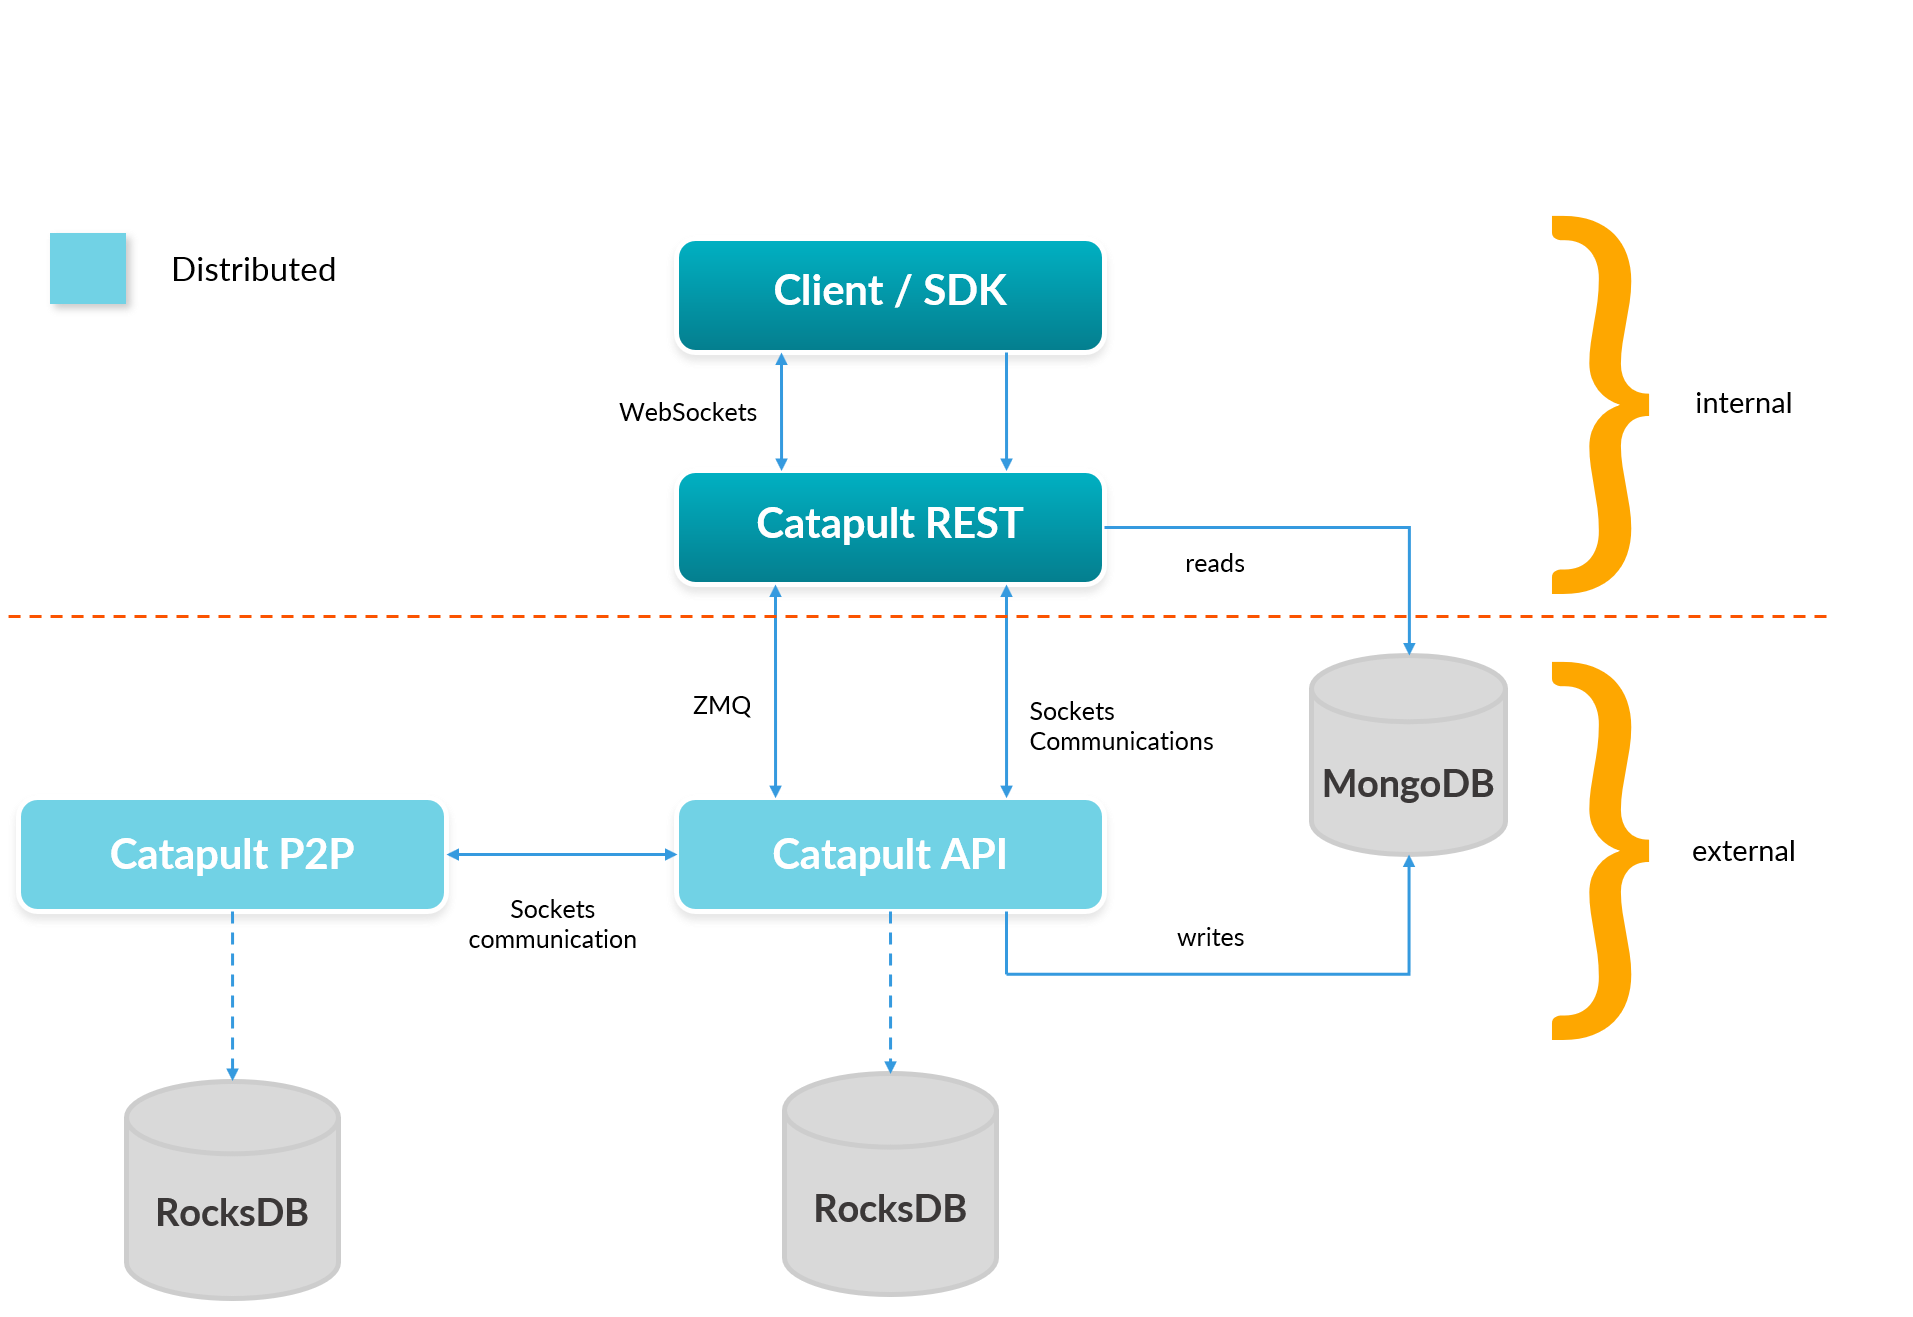 Distributed
Client / SDK
WebSockets
internal
Catapult REST
reads
ZMQ
Sockets
Communications
MongoDB
Catapult P2P
Catapult API
external
Sockets
communication
writes
RocksDB
RocksDB